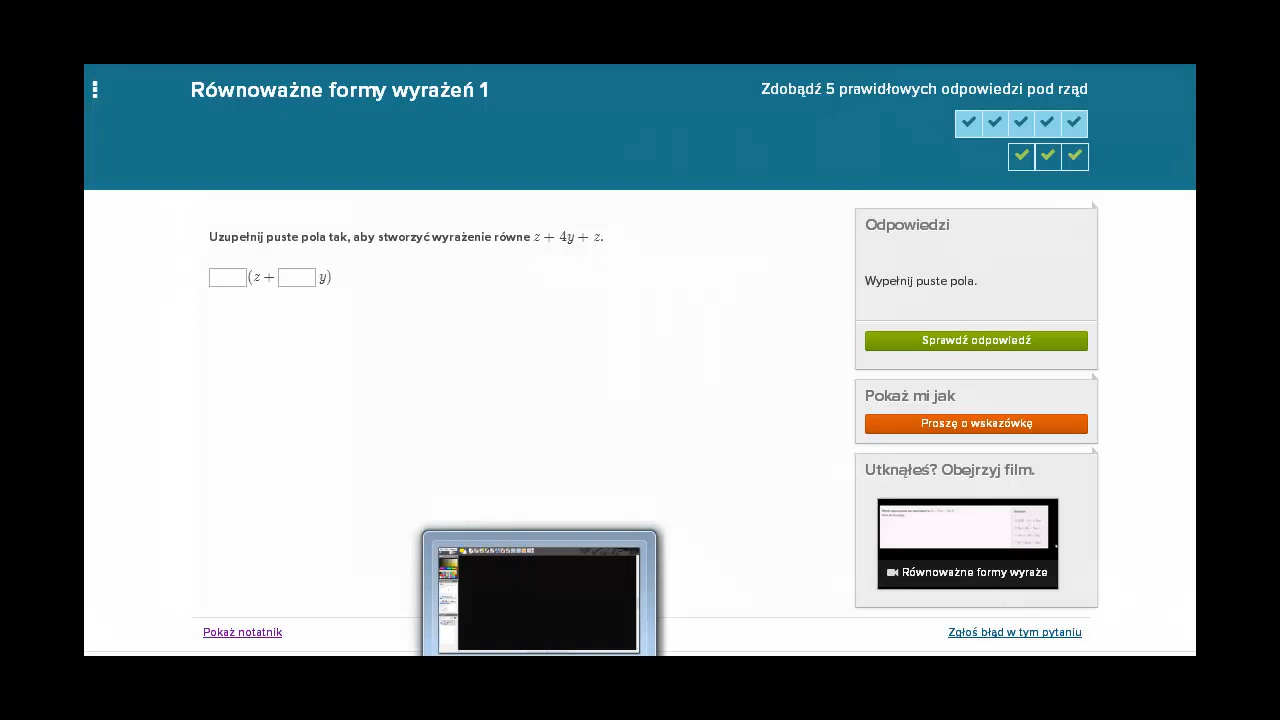 Równoważne formy wyrażeń 1
Zdobądź 5 prawidłowych odpowiedzi pod rząd
Uzupełnij puste pola tak, aby stworzyć wyrażenie równe z + 4y + z.
(z + y)
Odpowiedzi
Wypełnij puste pola.
Sprawdź odpowiedź
Pokaż mi jak
Proszę o wskazówkę
Utknąłeś? Obejrzyj film.
Równoważne formy wyraże
Pokaż notatnik
Zgłoś błąd w tym pytaniu